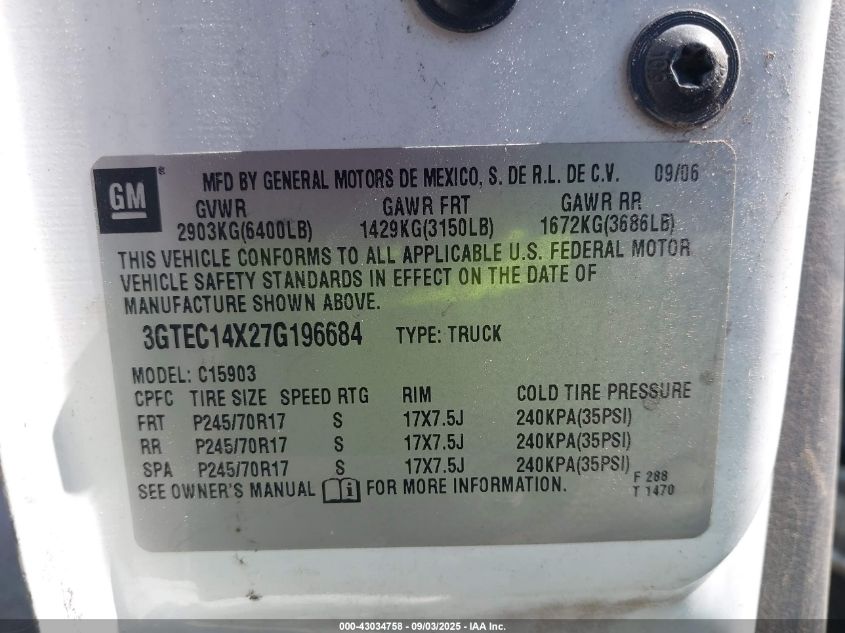 GM ® MFD BY GENERAL MOTORS DE MEXICO, S. DE R.L. DE C.V. 09/06
GVWR GAWR FRT GAWR RR
2903KG(6400LB) 1429KG(3150LB) 1672KG(3686LB)
THIS VEHICLE CONFORMS TO ALL APPLICABLE U.S. FEDERAL MOTOR
VEHICLE SAFETY STANDARDS IN EFFECT ON THE DATE OF
MANUFACTURE SHOWN ABOVE.
3GTEC14X27G196684 TYPE: TRUCK
MODEL: C15903
CPFC TIRE SIZE SPEED RTG RIM COLD TIRE PRESSURE
FRT P245/70R17 S 17X7.5J 240KPA(35PSI)
RR P245/70R17 S 17X7.5J 240KPA(35PSI)
SPA P245/70R17 S 17X7.5J 240KPA(35PSI)
F 288
SEE OWNER'S MANUAL i FOR MORE INFORMATION.
T 1470
000-43034758 - 09/03/2025 - IAA Inc.